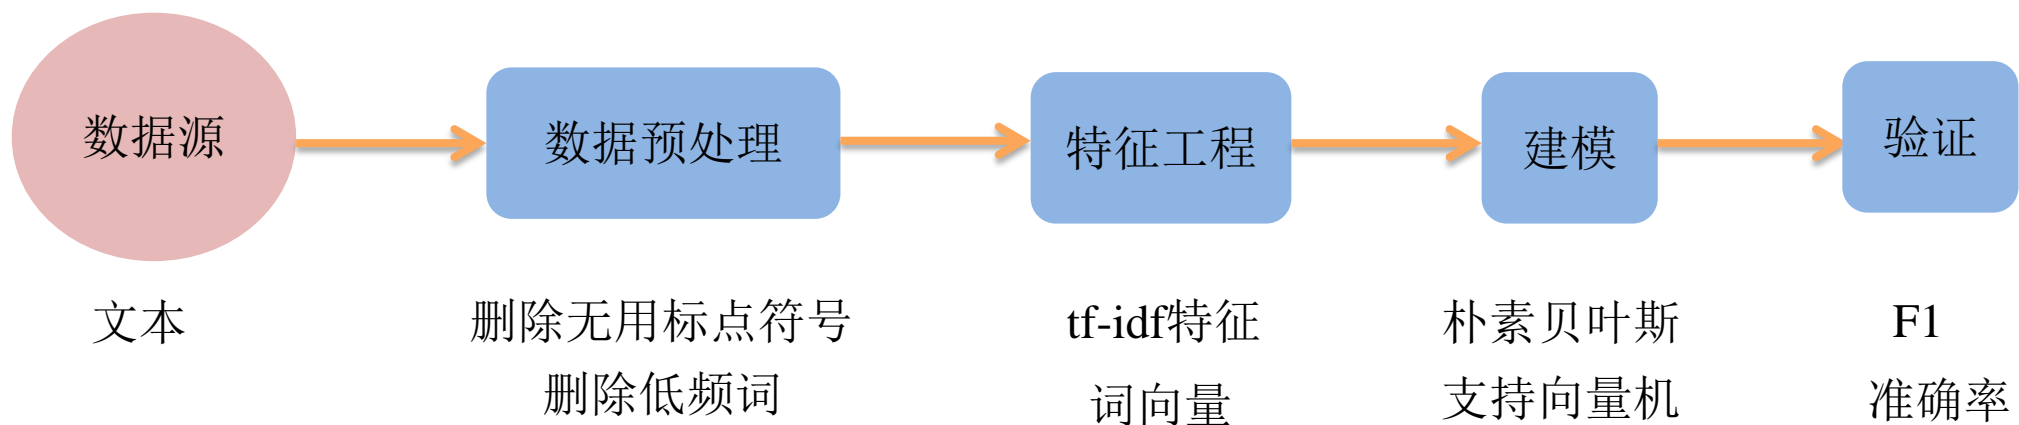 数据源
数据预处理
特征工程
建模
验证
文本
删除无用标点符号
删除低频词
tf-idf特征
词向量
朴素贝叶斯
支持向量机
F1
准确率